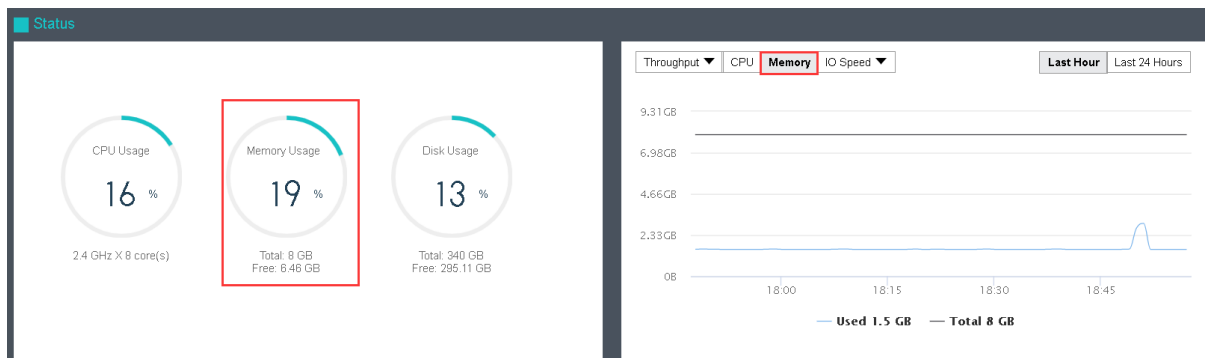 Status
CPU Usage
16 %
2.4 GHz X 8 core(s)
Memory Usage
19 %
Total: 8 GB
Free: 6.46 GB
Disk Usage
13 %
Total: 340 GB
Free: 295.11 GB
Throughput CPU Memory IO Speed
Last Hour Last 24 Hours
9.31GB
6.98GB
4.66GB
2.33GB
0B
18:00 18:15 18:30 18:45
Used 1.5 GB Total 8 GB